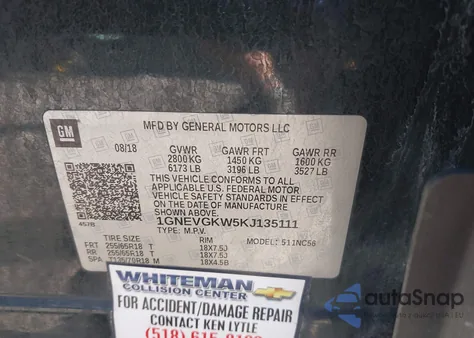 GM
MFD BY GENERAL MOTORS LLC
08/18 GVWR GAWR FRT GAWR RR
2800 KG 1450 KG 1600 KG
6173 LB 3196 LB 3527 LB
THIS VEHICLE CONFORMS TO ALL
APPLICABLE U.S. FEDERAL MOTOR
VEHICLE SAFETY STANDARDS IN
EFFECT ON THE DATE OF
MANUFACTURE SHOWN ABOVE.
1GNEVGKW5KJ135111
TYPE: M.P.V. MODEL: 511NC56
RIM
FRT 255/65R18 T 18X7.5J
RR 255/65R18 T 18X7.5J
SPA 18X4.5B
WHITEMAN
COLLISION CENTER
FOR ACCIDENT/DAMAGE REPAIR
CONTACT KEN LYTLE
(518) 615-
autoSnap